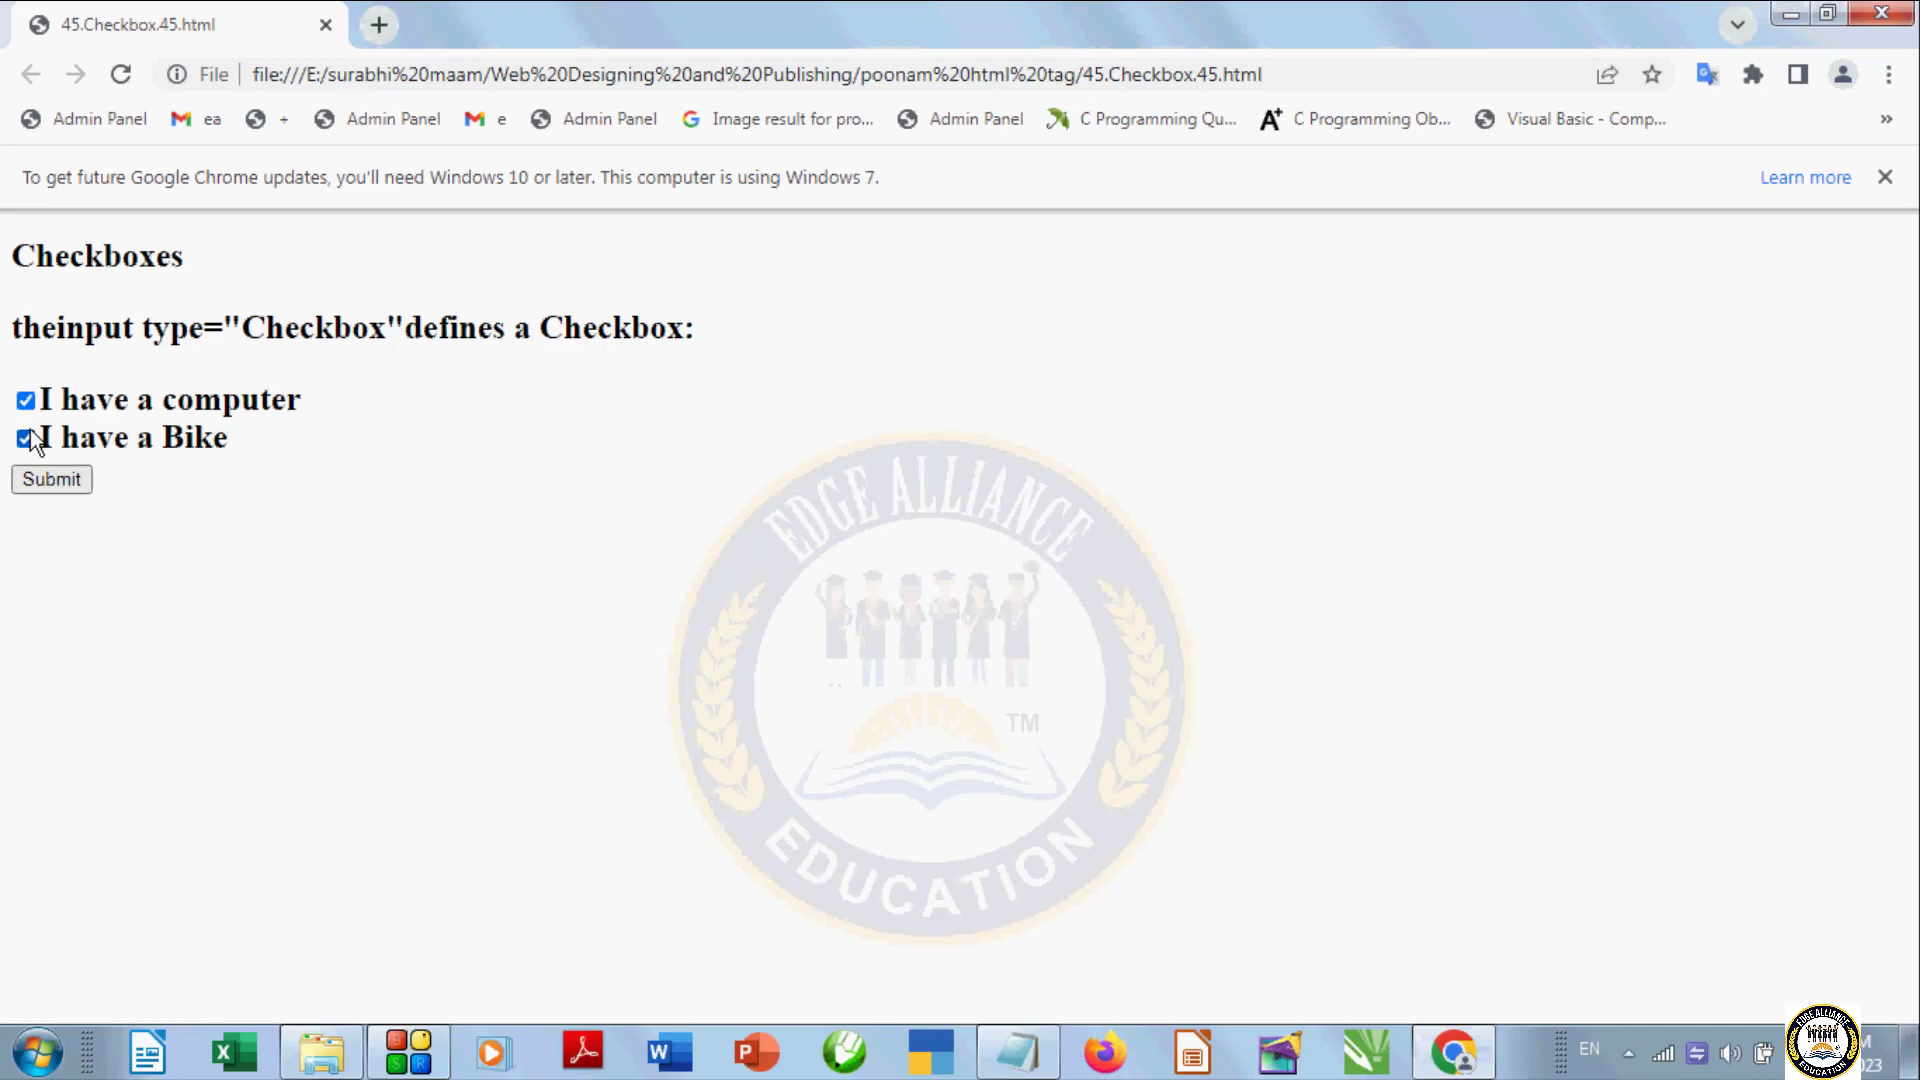 45.Checkbox.45.html
File
file:///E:/surabhi%20maam/Web%20Designing%20and%20Publishing/poonam%20html%20tag/45.Checkbox.45.html
Admin Panel
ea
+
Admin Panel
e
Admin Panel
Image result for pro...
Admin Panel
C Programming Qu...
C Programming Ob...
Visual Basic - Comp...
»
To get future Google Chrome updates, you'll need Windows 10 or later. This computer is using Windows 7.
Learn more
Checkboxes
theinput type="Checkbox"defines a Checkbox:
I have a computer
I have a Bike
Submit
EDGE ALLIANCE
TM
EDUCATION
EN
M
023
EDGE ALLIANCE
EDUCATION